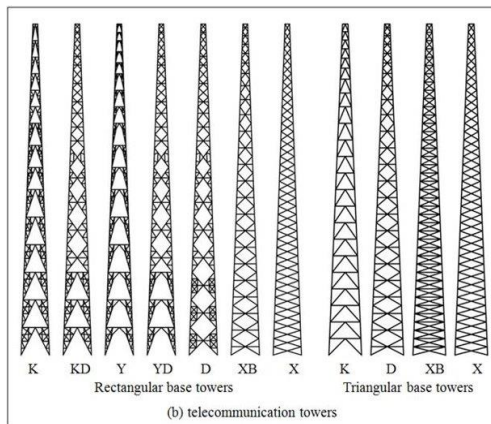 K KD Y YD D XB X K D XB X
Rectangular base towers Triangular base towers
(b) telecommunication towers